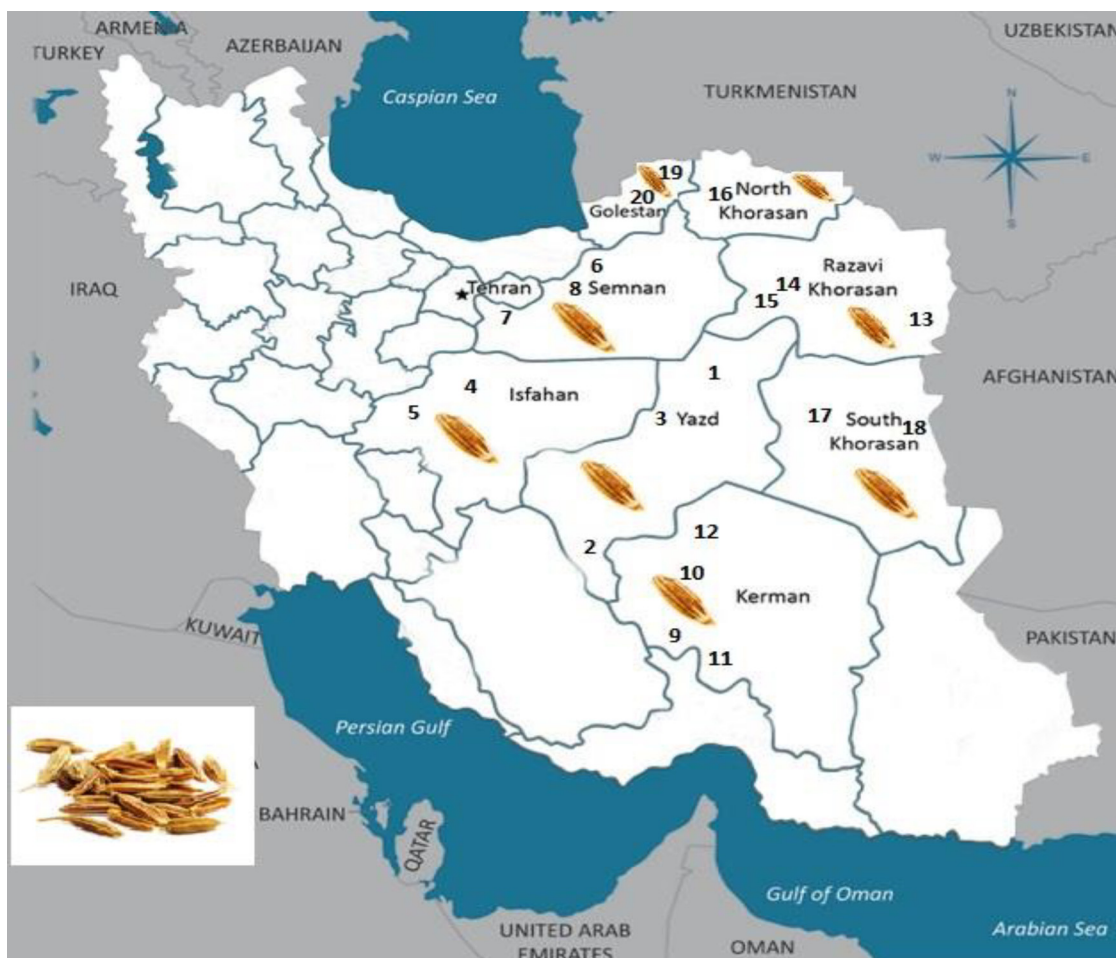 ARMENIA
UZBEKISTAN
TURKEY
AZERBAIJAN
Caspian Sea
TURKMENISTAN
N
W
E
S
19
16
North
Khorasan
20
Golestan
6
IRAQ
Tehran
8 Semnan
14
Razavi
Khorasan
15
7
13
4
Isfahan
1
AFGHANISTAN
5
3 Yazd
17
South
Khorasan
18
12
2
10
Kerman
KUWAIT
9
11
PAKISTAN
Persian Gulf
BAHRAIN
QATAR
Gulf of Oman
UNITED ARAB
EMIRATES
OMAN
Arabian Sea